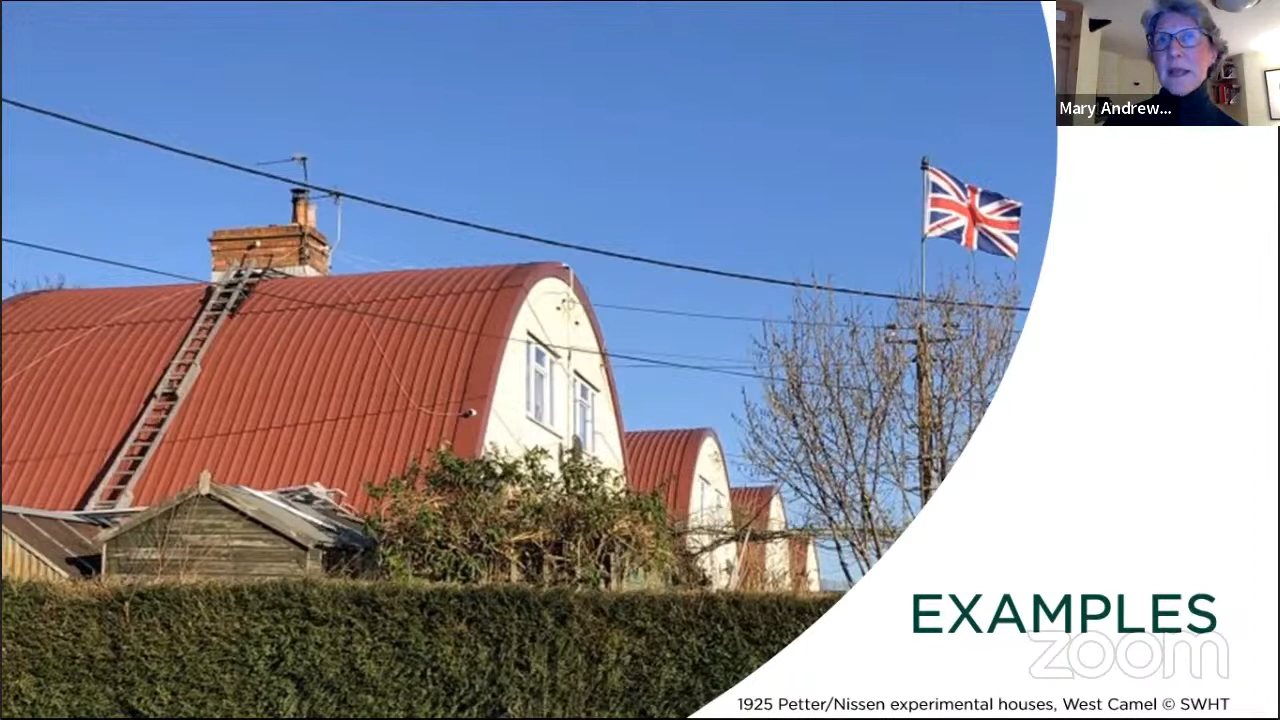 Mary Andrew...
EXAMPLES
zoom
1925 Petter/Nissen experimental houses, West Camel © SWHT